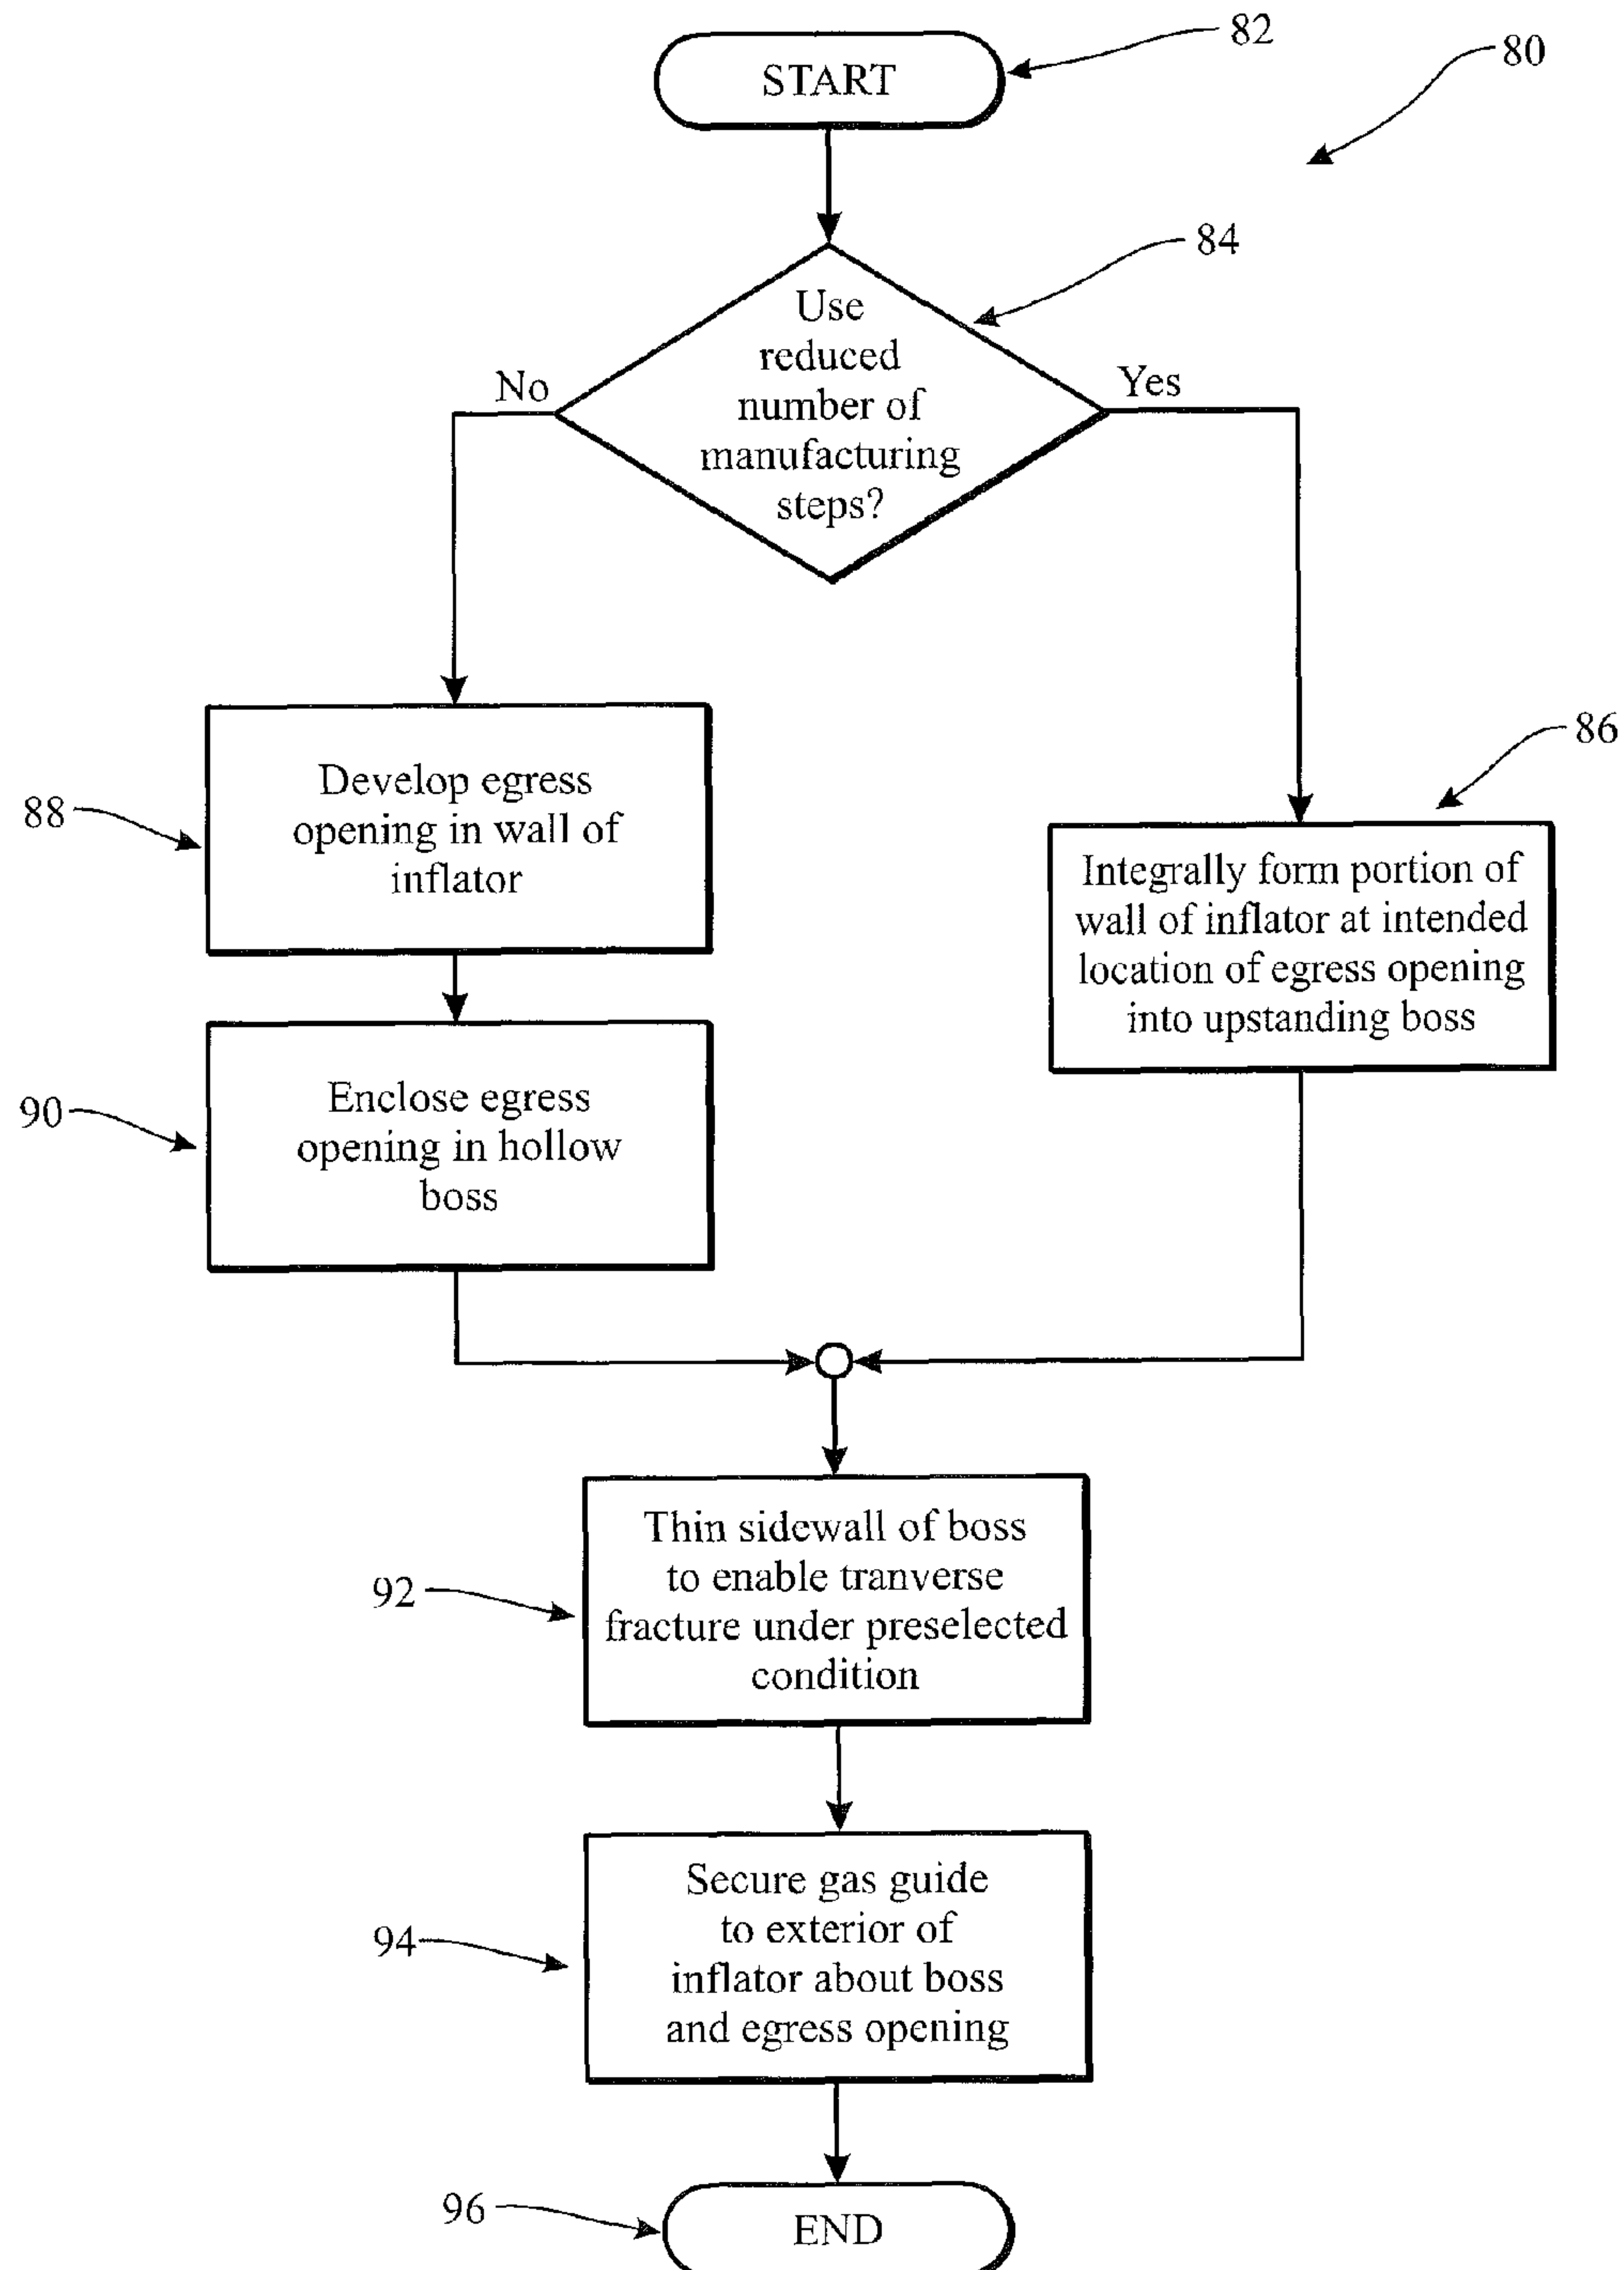 START
82
80
84
Use
reduced
number of
manufacturing
steps?
No
Yes
86
88
Develop egress
opening in wall of
inflator
Integrally form portion of
wall of inflator at intended
location of egress opening
into upstanding boss
90
Enclose egress
opening in hollow
boss
92
Thin sidewall of boss
to enable tranverse
fracture under preselected
condition
94
Secure gas guide
to exterior of
inflator about boss
and egress opening
96
END